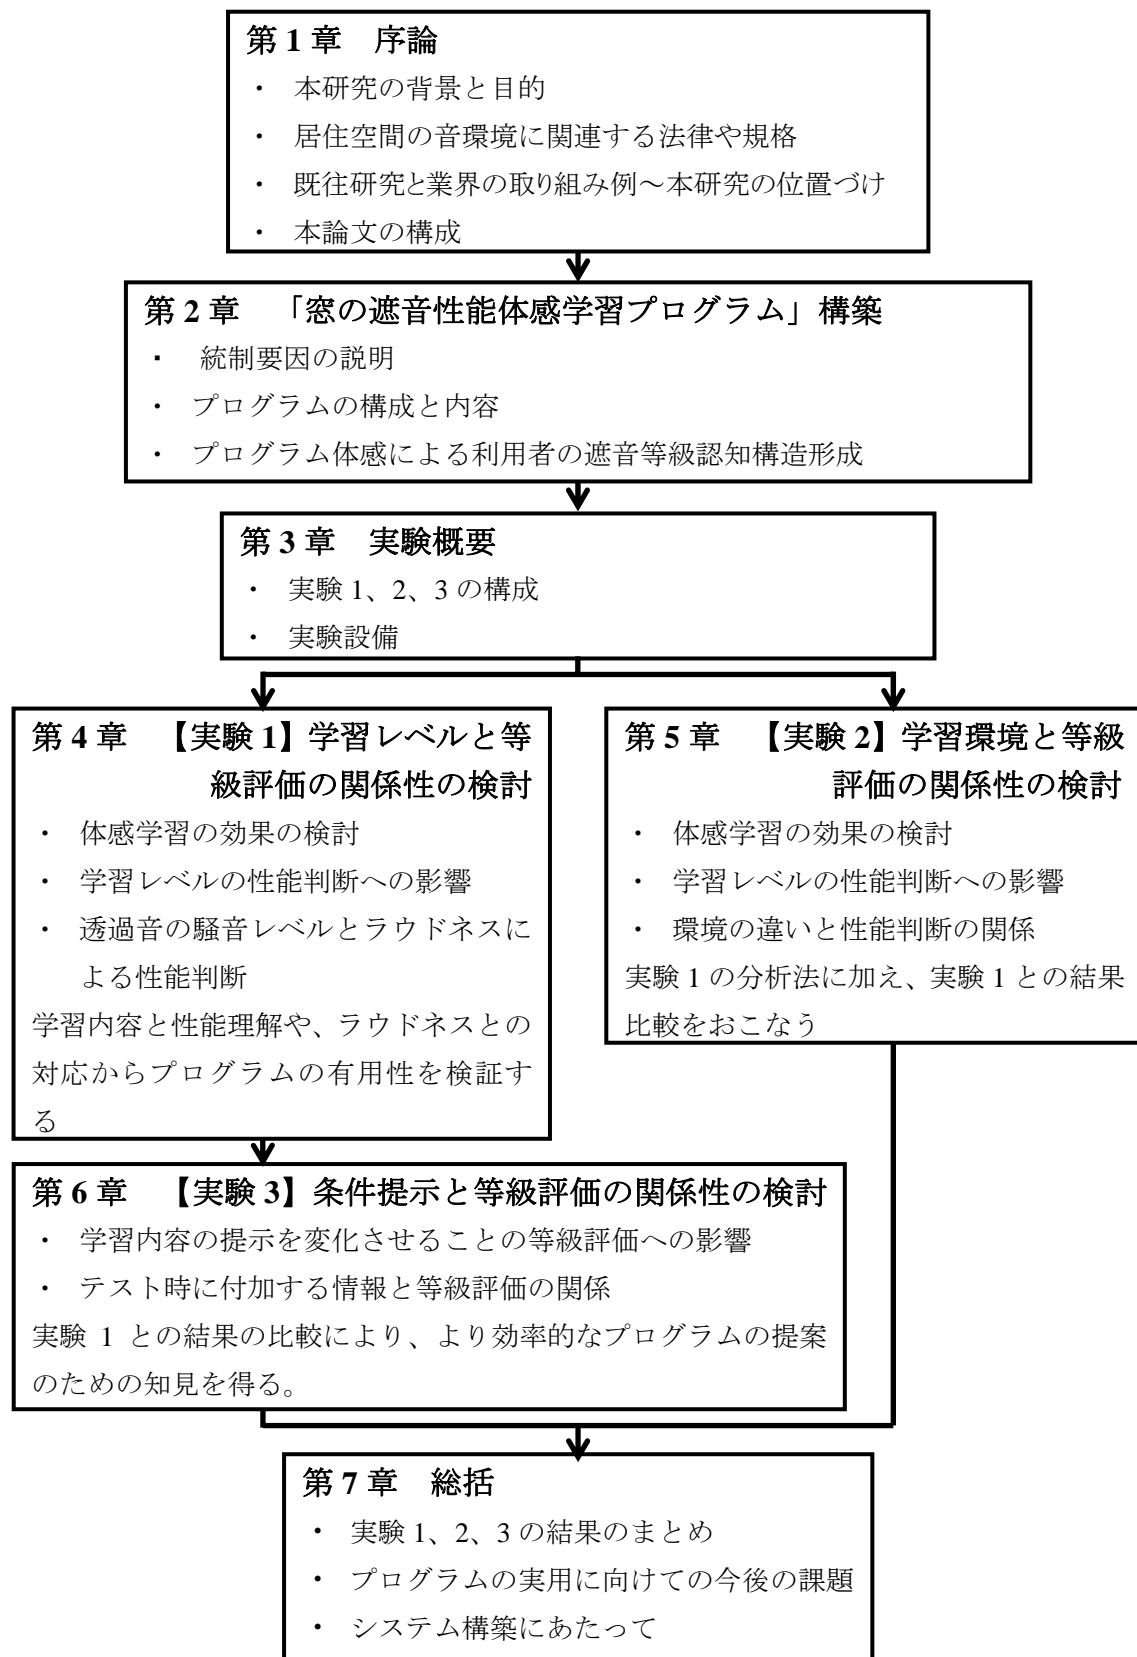 第 1 章　序論
・ 本研究の背景と目的
・ 居住空間の音環境に関連する法律や規格
・ 既往研究と業界の取り組み例～本研究の位置づけ
・ 本論文の構成
第 2 章　「窓の遮音性能体感学習プログラム」構築
・ 統制要因の説明
・ プログラムの構成と内容
・ プログラム体感による利用者の遮音等級認知構造形成
第 3 章　実験概要
・ 実験 1、2、3 の構成
・ 実験設備
第 4 章　【実験 1】学習レベルと等
級評価の関係性の検討
・ 体感学習の効果の検討
・ 学習レベルの性能判断への影響
・ 透過音の騒音レベルとラウドネスに
よる性能判断
学習内容と性能理解や、ラウドネスとの
対応からプログラムの有用性を検証す
る
第 5 章　【実験 2】学習環境と等級
評価の関係性の検討
・ 体感学習の効果の検討
・ 学習レベルの性能判断への影響
・ 環境の違いと性能判断の関係
実験 1 の分析法に加え、実験 1 との結果
比較をおこなう
第 6 章　【実験 3】条件提示と等級評価の関係性の検討
・ 学習内容の提示を変化させることの等級評価への影響
・ テスト時に付加する情報と等級評価の関係
実験 1 との結果の比較により、より効率的なプログラムの提案
のための知見を得る。
第 7 章　総括
・ 実験 1、2、3 の結果のまとめ
・ プログラムの実用に向けての今後の課題
・ システム構築にあたって